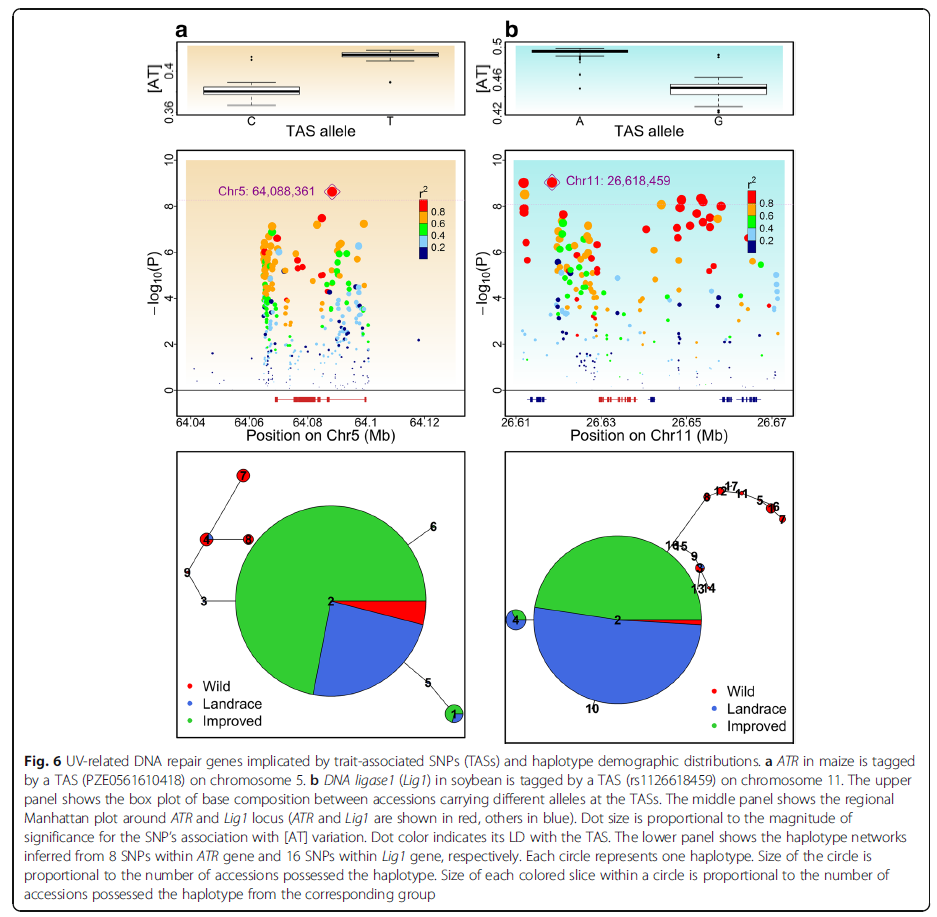 a
b
[AT]
0.4
0.36
C
T
TAS allele
[AT]
0.5
0.46
0.42
A
G
TAS allele
−log10(P)
10
8
6
4
2
0
Chr5: 64,088,361
r2
0.8
0.6
0.4
0.2
64.04
64.06
64.08
64.1
64.12
Position on Chr5 (Mb)
−log10(P)
10
8
6
4
2
0
Chr11: 26,618,459
r2
0.8
0.6
0.4
0.2
26.61
26.63
26.65
26.67
Position on Chr11 (Mb)
7
4
8
9
3
2
6
5
1
Wild
Landrace
Improved
17
11
5
7
15
9
14
13
4
2
10
Wild
Landrace
Improved
Fig. 6 UV-related DNA repair genes implicated by trait-associated SNPs (TASs) and haplotype demographic distributions. a ATR in maize is tagged
by a TAS (PZE0561610418) on chromosome 5. b DNA ligase1 (Lig1) in soybean is tagged by a TAS (rs1126618459) on chromosome 11. The upper
panel shows the box plot of base composition between accessions carrying different alleles at the TASs. The middle panel shows the regional
Manhattan plot around ATR and Lig1 locus (ATR and Lig1 are shown in red, others in blue). Dot size is proportional to the magnitude of
significance for the SNP's association with [AT] variation. Dot color indicates its LD with the TAS. The lower panel shows the haplotype networks
inferred from 8 SNPs within ATR gene and 16 SNPs within Lig1 gene, respectively. Each circle represents one haplotype. Size of the circle is
proportional to the number of accessions possessed the haplotype. Size of each colored slice within a circle is proportional to the number of
accessions possessed the haplotype from the corresponding group